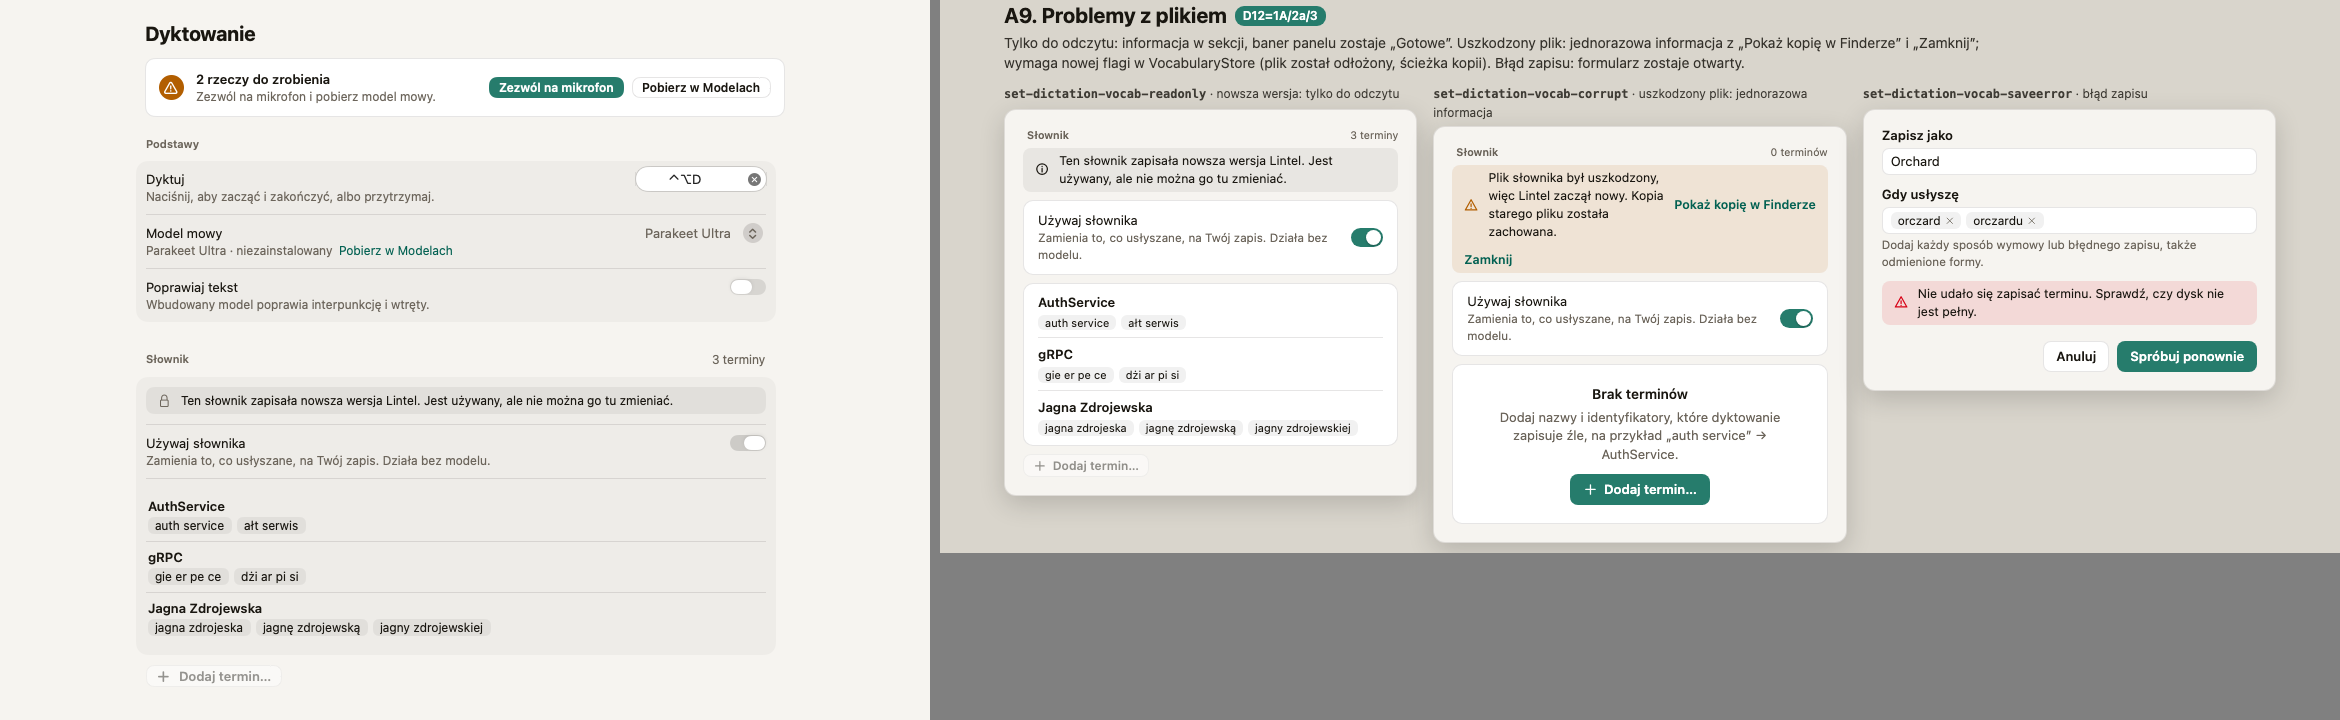 Dyktowanie
2 rzeczy do zrobienia
Zezwól na mikrofon i pobierz model mowy.
Zezwól na mikrofon
Pobierz w Modelach
Podstawy
Dyktuj
Naciśnij, aby zacząć i zakończyć, albo przytrzymaj.
^⌥D
Model mowy
Parakeet Ultra · niezainstalowany Pobierz w Modelach
Parakeet Ultra
Poprawiaj tekst
Wbudowany model poprawia interpunkcję i wtręty.
Słownik
3 terminy
Ten słownik zapisała nowsza wersja Lintel. Jest używany, ale nie można go tu zmieniać.
Używaj słownika
Zamienia to, co usłyszane, na Twój zapis. Działa bez modelu.
AuthService
auth service
ałt serwis
gRPC
gie er pe ce
dżi ar pi si
Jagna Zdrojewska
jagna zdrojeska
jagnę zdrojewską
jagny zdrojewskiej
+ Dodaj termin...
A9. Problemy z plikiem D12=1A/2a/3
Tylko do odczytu: informacja w sekcji, baner panelu zostaje „Gotowe”. Uszkodzony plik: jednorazowa informacja z „Pokaż kopię w Finderze” i „Zamknij”;
wymaga nowej flagi w VocabularyStore (plik został odłożony, ścieżka kopii). Błąd zapisu: formularz zostaje otwarty.
set-dictation-vocab-readonly · nowsza wersja: tylko do odczytu
Słownik
3 terminy
Ten słownik zapisała nowsza wersja Lintel. Jest
używany, ale nie można go tu zmieniać.
Używaj słownika
Zamienia to, co usłyszane, na Twój zapis. Działa bez
modelu.
AuthService
auth service
ałt serwis
gRPC
gie er pe ce
dżi ar pi si
Jagna Zdrojewska
jagna zdrojeska
jagnę zdrojewską
jagny zdrojewskiej
+ Dodaj termin...
set-dictation-vocab-corrupt · uszkodzony plik: jednorazowa
informacja
Słownik
0 terminów
Plik słownika był uszkodzony,
więc Lintel zaczął nowy. Kopia
starego pliku została
zachowana.
Pokaż kopię w Finderze
Zamknij
Używaj słownika
Zamienia to, co usłyszane, na Twój zapis. Działa bez
modelu.
Brak terminów
Dodaj nazwy i identyfikatory, które dyktowanie
zapisuje źle, na przykład „auth service” →
AuthService.
+ Dodaj termin...
set-dictation-vocab-saveerror · błąd zapisu
Zapisz jako
Orchard
Gdy usłyszę
orczard ×
orczardu ×
Dodaj każdy sposób wymowy lub błędnego zapisu, także
odmienione formy.
Nie udało się zapisać terminu. Sprawdź, czy dysk nie
jest pełny.
Anuluj
Spróbuj ponownie